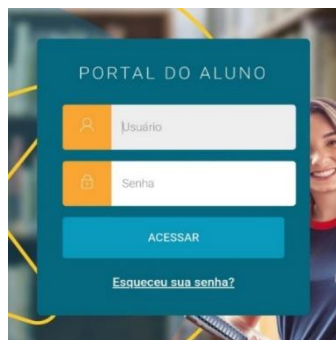 PORTAL DO ALUNO
Usuário
Senha
ACESSAR
Esqueceu sua senha?